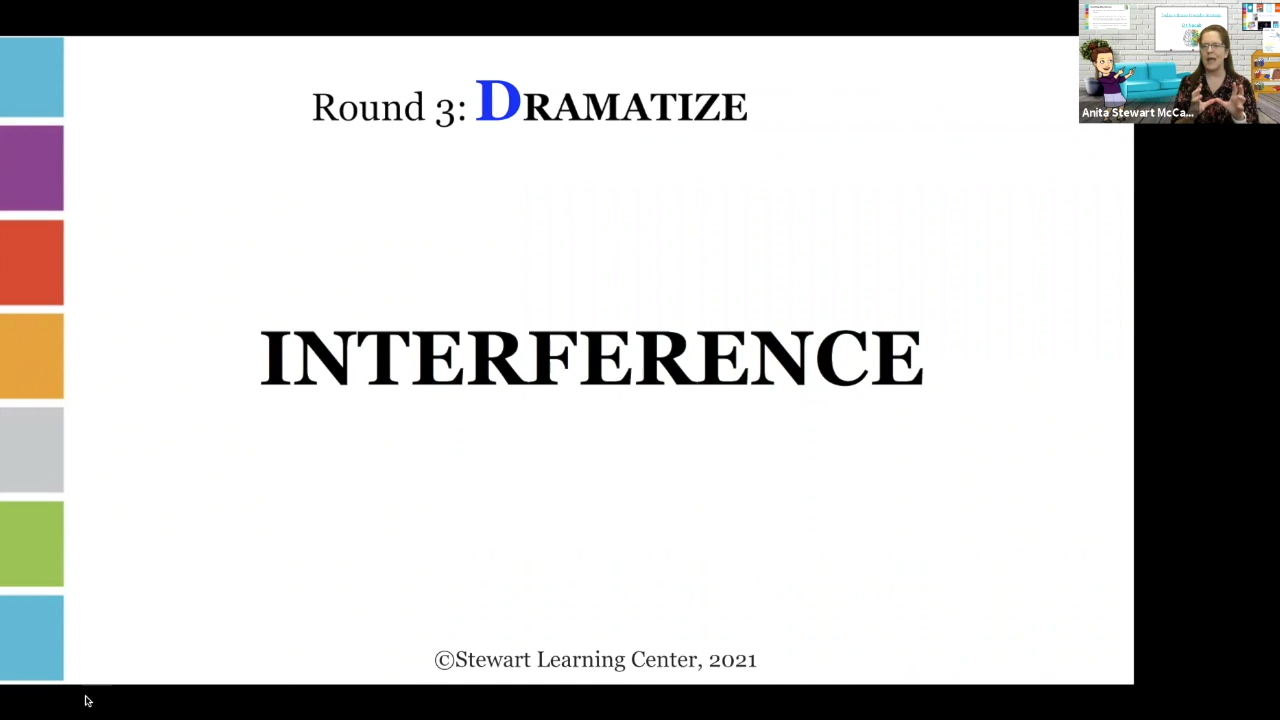 Round 3: DRAMATIZE
INTERFERENCE
©Stewart Learning Center, 2021
Anita Stewart McCa...